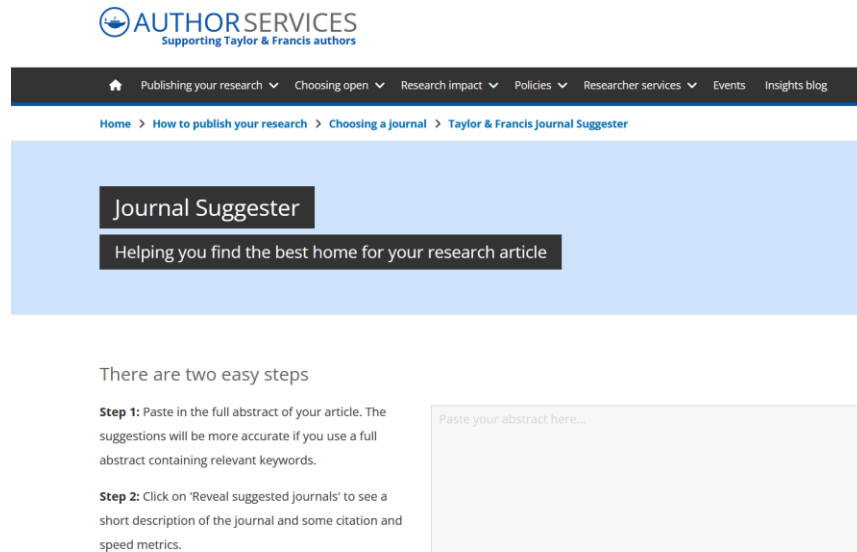 AUTHOR SERVICES
Supporting Taylor & Francis authors
Publishing your research Choosing open Research impact Policies Researcher services Events Insights blog
Home > How to publish your research > Choosing a journal > Taylor & Francis Journal Suggester
Journal Suggester
Helping you find the best home for your research article
There are two easy steps
Step 1: Paste in the full abstract of your article. The
suggestions will be more accurate if you use a full
abstract containing relevant keywords.
Step 2: Click on 'Reveal suggested journals' to see a
short description of the journal and some citation and
speed metrics.
Paste your abstract here...